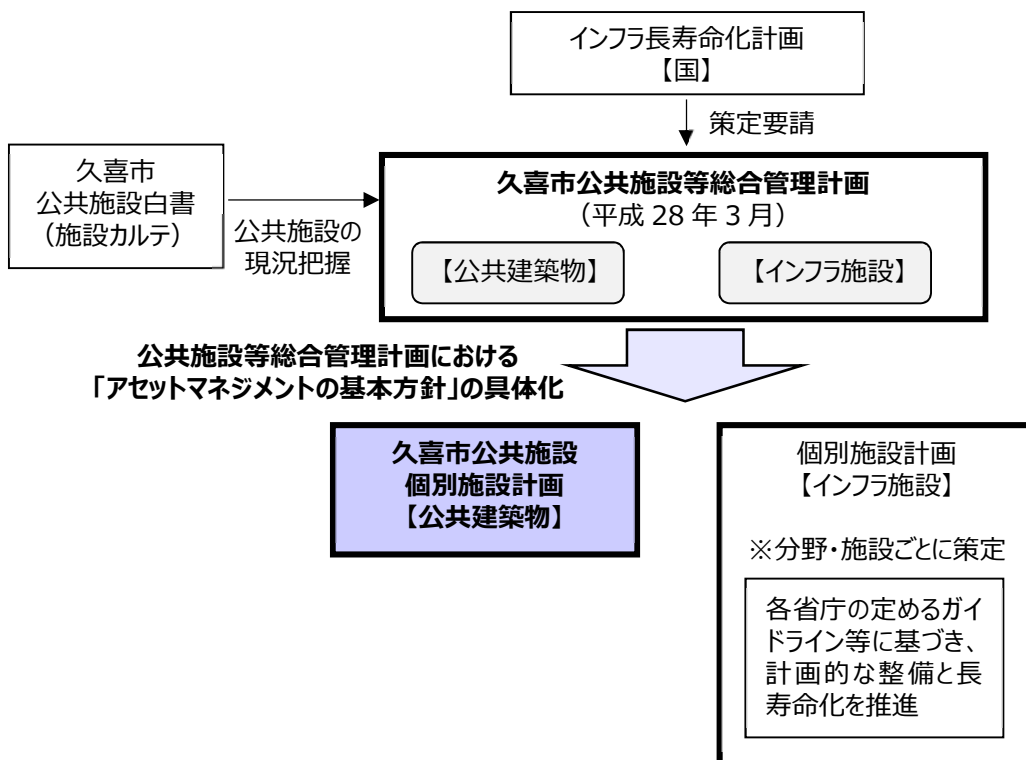 インフラ長寿命化計画
【国】
策定要請
久喜市
公共施設白書
（施設カルテ）
公共施設の
現況把握
久喜市公共施設等総合管理計画
（平成 28 年 3 月）
【公共建築物】
【インフラ施設】
公共施設等総合管理計画における
「アセットマネジメントの基本方針」の具体化
久喜市公共施設
個別施設計画
【公共建築物】
個別施設計画
【インフラ施設】
※分野・施設ごとに策定
各省庁の定めるガイ
ドライン等に基づき、
計画的な整備と長
寿命化を推進